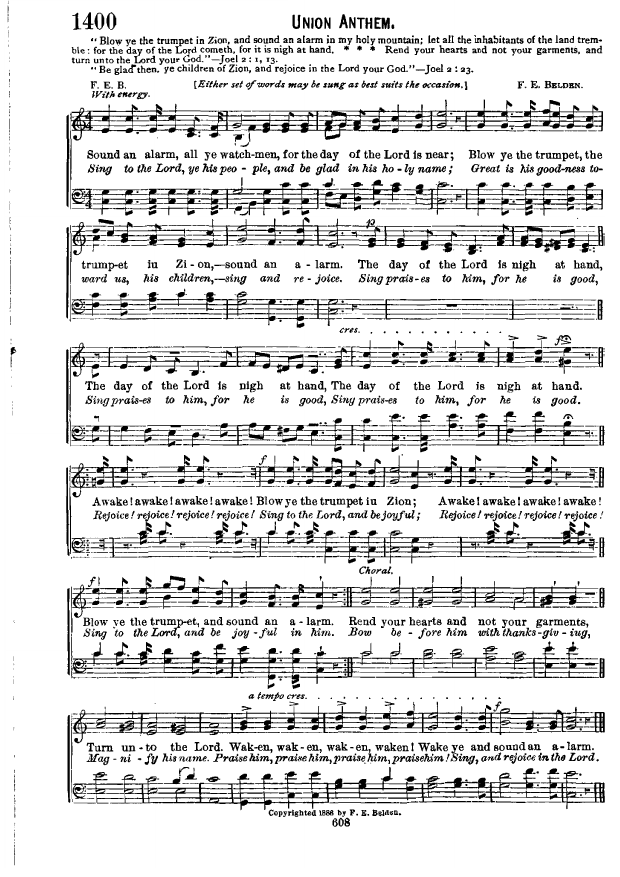 1400 UNION ANTHEM.
"Blow ye the trumpet in Zion, and sound an alarm in my holy mountain; let all the inhabitants of the land trem-
ble: for the day of the Lord cometh, for it is nigh at hand. * * * Rend your hearts and not your garments, and
turn unto the Lord your God."—Joel 2: 1, 13.
"Be glad then, ye children of Zion, and rejoice in the Lord your God."—Joel 2: 23.
F. E. B. [Either set of words may be sung as best suits the occasion.] F. E. BELDEN.
With energy.
Sound an alarm, all ye watch-men, for the day of the Lord is near; Blow ye the trumpet, the
Sing to the Lord, ye his peo - ple, and be glad in his ho - ly name; Great is his good-ness to-
p
trump-et in Zi - on,—sound an a - larm. The day of the Lord is nigh at hand,
ward us, his children,—sing and re - joice. Sing prais-es to him, for he is good,
cres. . . . . . . . . . . . .
f
The day of the Lord is nigh at hand, The day of the Lord is nigh at hand.
Sing prais-es to him, for he is good, Sing prais-es to him, for he is good.
f
Awake! awake! awake! awake! Blow ye the trumpet in Zion; Awake! awake! awake! awake!
Rejoice! rejoice! rejoice! rejoice! Sing to the Lord, and be joyful; Rejoice! rejoice! rejoice! rejoice!
Choral.
f
Blow ye the trump-et, and sound an a - larm. Rend your hearts and not your garments,
Sing to the Lord, and be joy - ful in him. Bow be - fore him with thanks-giv - ing,
a tempo cres. . . . . . . . . . . . .
f
Turn un - to the Lord. Wak-en, wak - en, wak - en, waken! Wake ye and sound an a - larm.
Mag - ni - fy his name. Praise him, praise him, praise him, praise him! Sing, and rejoice in the Lord.
Copyrighted 1886 by F. E. Belden.
608